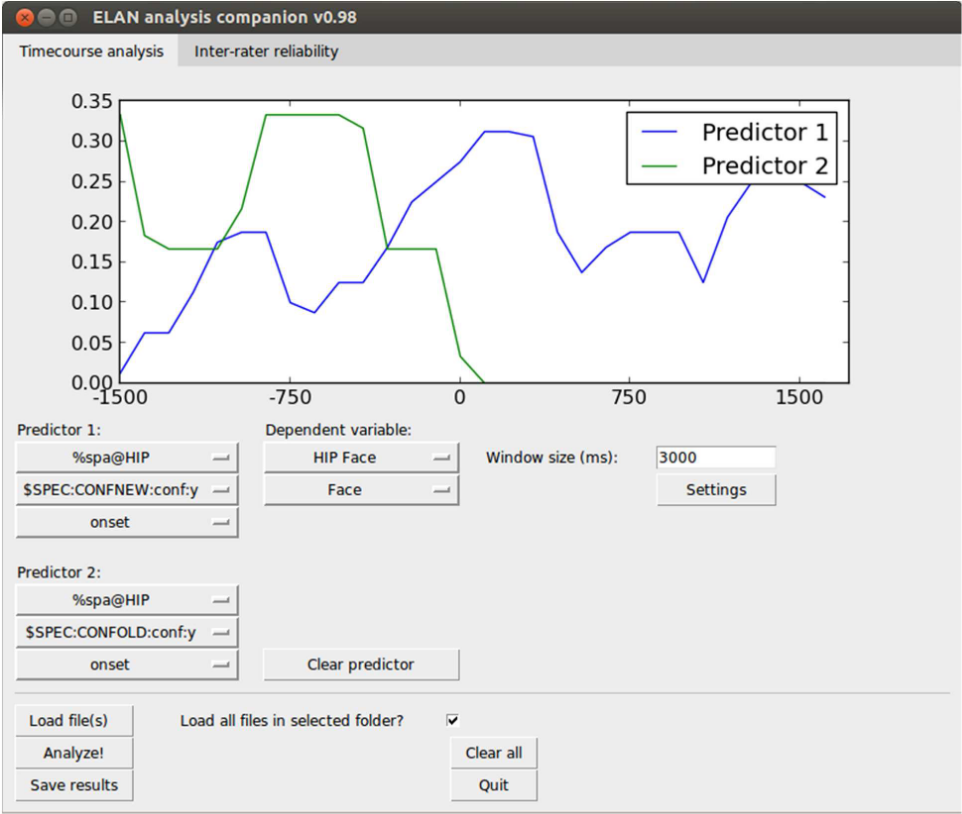 ELAN analysis companion v0.98
Timecourse analysis Inter-rater reliability
0.35
0.30
0.25
0.20
0.15
0.10
0.05
0.00
-1500 -750 0 750 1500
Predictor 1
Predictor 2
Predictor 1: Dependent variable:
%spa@HIP HIP Face Window size (ms): 3000
$SPEC:CONFNEW:conf:y Face Settings
onset
Predictor 2:
%spa@HIP
$SPEC:CONFOLD:conf:y
onset Clear predictor
Load file(s) Load all files in selected folder?
Analyze! Clear all
Save results Quit